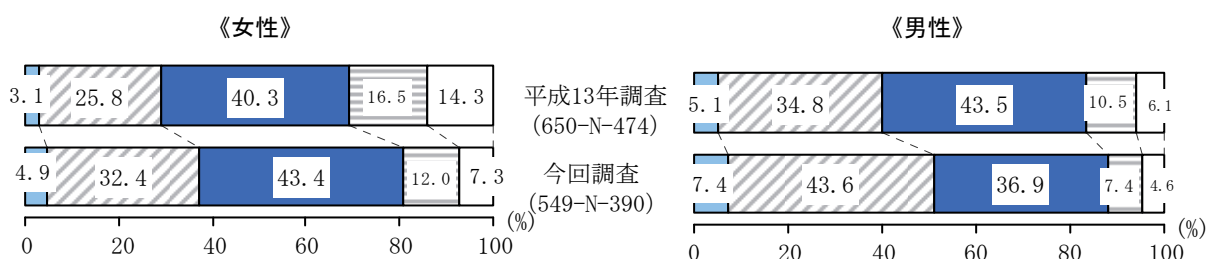 《女性》
《男性》
3.1 25.8 40.3 16.5 14.3
平成13年調査
(650-N-474)
5.1 34.8 43.5 10.5 6.1
4.9 32.4 43.4 12.0 7.3
今回調査
(549-N-390)
7.4 43.6 36.9 7.4 4.6
0 20 40 60 80 100 (%)
0 20 40 60 80 100 (%)